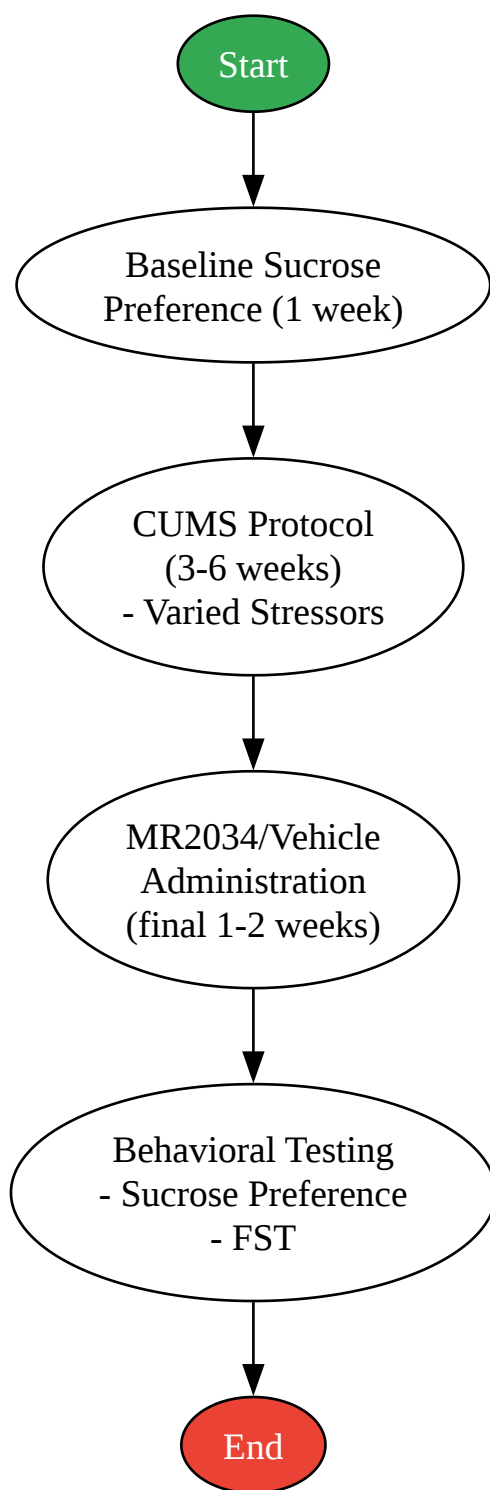 Start
Baseline Sucrose
Preference (1 week)
CUMS Protocol
(3-6 weeks)
- Varied Stressors
MR2034/Vehicle
Administration
(final 1-2 weeks)
Behavioral Testing
- Sucrose Preference
- FST
End